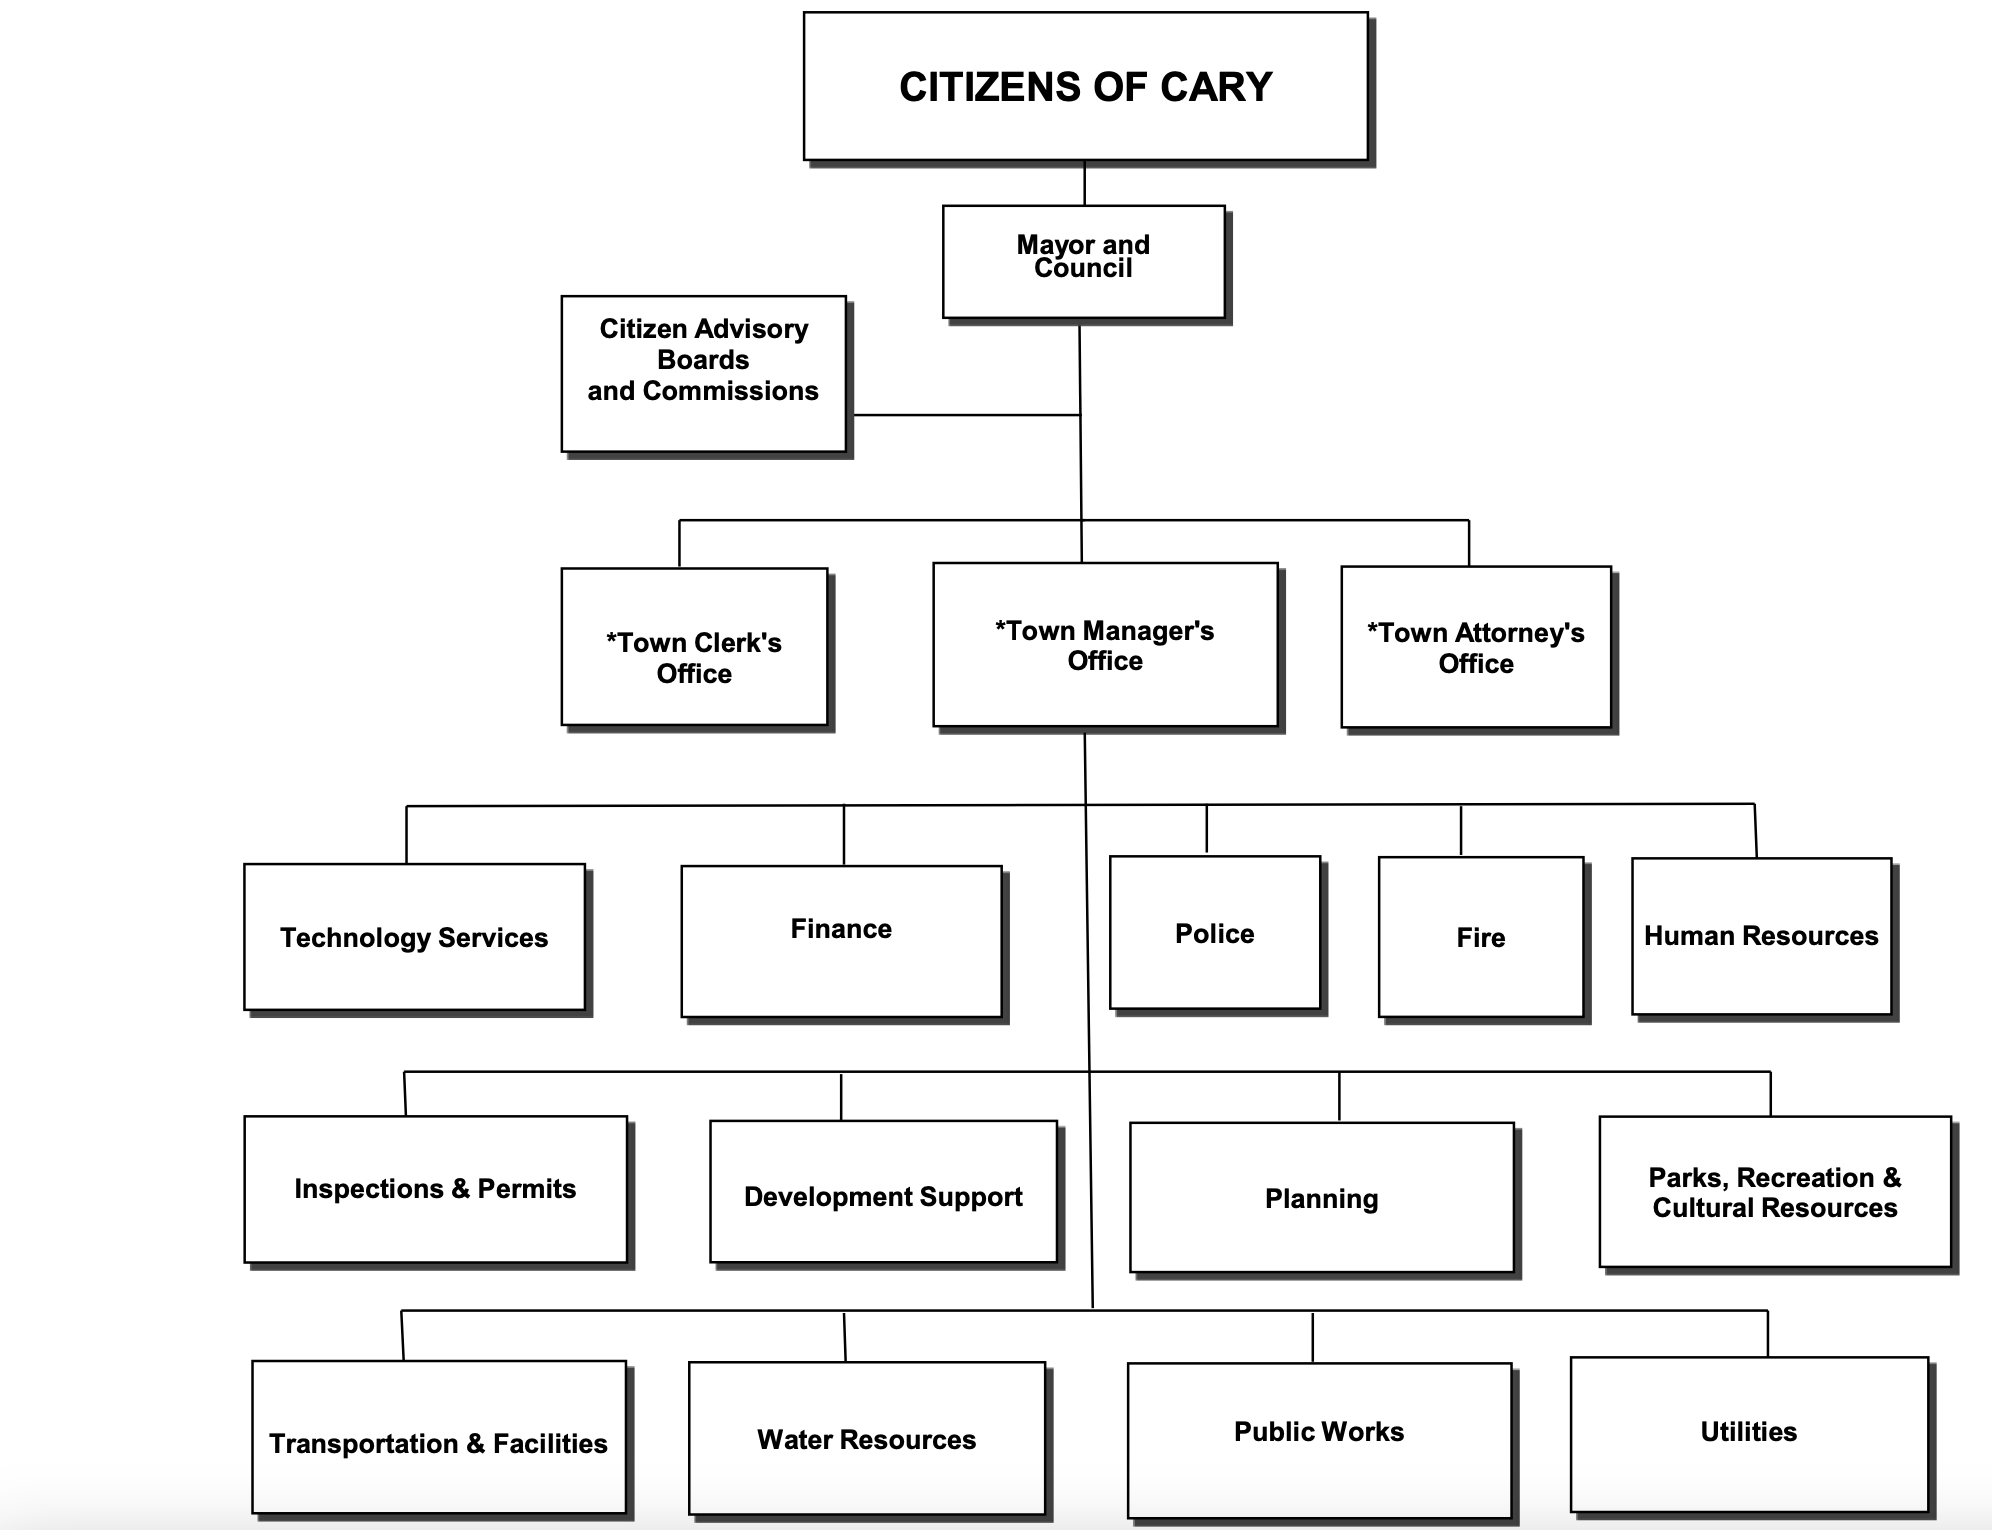 CITIZENS OF CARY
Mayor and
Council
Citizen Advisory
Boards
and Commissions
*Town Clerk's
Office
*Town Manager's
Office
*Town Attorney's
Office
Technology Services
Finance
Police
Fire
Human Resources
Inspections & Permits
Development Support
Planning
Parks, Recreation &
Cultural Resources
Transportation & Facilities
Water Resources
Public Works
Utilities